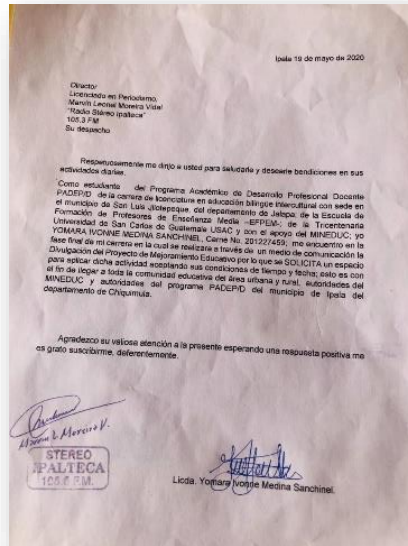 Ipala 19 de mayo de 2020
Director
Licenciado en Periodismo,
Marvin Leonel Moreira Vidal
"Radio Stéreo Ipalteca"
105.3 FM
Su despacho
Respetuosamente me dirijo a usted para saludarle y desearle bendiciones en sus
actividades diarias.
Como estudiante del Programa Académico de Desarrollo Profesional Docente
PADEP/D de la carrera de licenciatura en educación bilingüe intercultural con sede en
el municipio de San Luis Jilotepeque, del departamento de Jalapa, de la Escuela de
Formación de Profesores de Enseñanza Media –EFPEM-, de la Tricentenaria
Universidad de San Carlos de Guatemala USAC y con el apoyo del MINEDUC; yo
YOMARA IVONNE MEDINA SANCHINEL, Carne No. 201227459; me encuentro en la
fase final de mi carrera en la cual se realizara a través de un medio de comunicación la
Divulgación del Proyecto de Mejoramiento Educativo por lo que se SOLICITA un espacio
para aplicar dicha actividad aceptando sus condiciones de tiempo y fecha; esto es con
el fin de llegar a toda la comunidad educativa del área urbana y rural, autoridades del
MINEDUC y autoridades del programa PADEP/D del municipio de Ipala del
departamento de Chiquimula.
Agradezco su valiosa atención a la presente esperando una respuesta positiva me
es grato suscribirme, deferentemente.
Marvin L. Moreira V.
STEREO
IPALTECA
F.M.
Licda. Yomara Ivonne Medina Sanchinel.